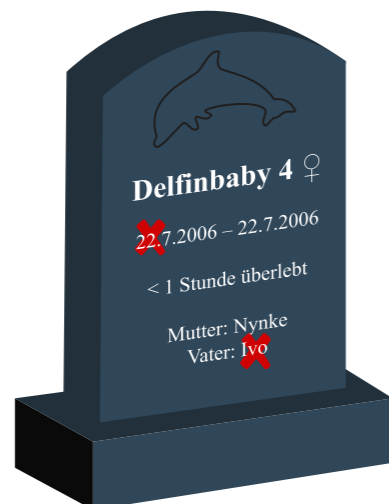 Delfinbaby 4 ♀
22.7.2006 – 22.7.2006
< 1 Stunde überlebt
Mutter: Nynke
Vater: Ivo